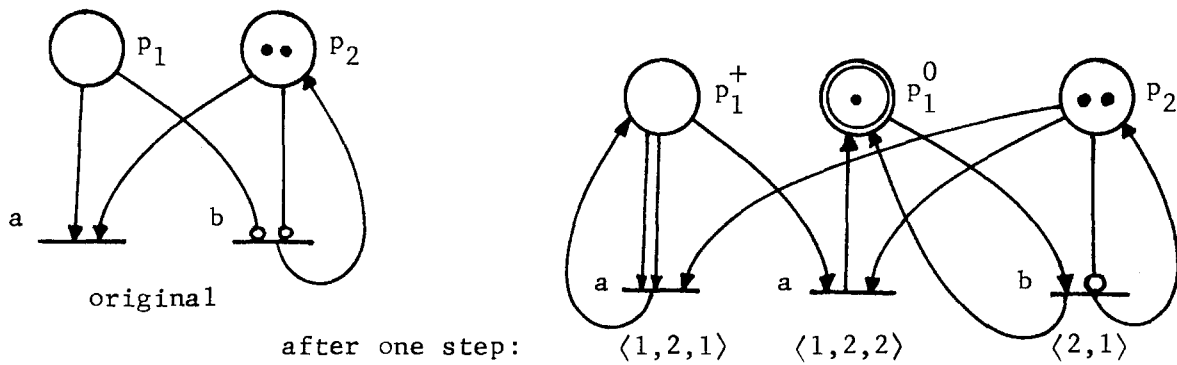 p1 p2
p1+ p10 p2
a b
a a b
original
after one step: ⟨1,2,1⟩ ⟨1,2,2⟩ ⟨2,1⟩